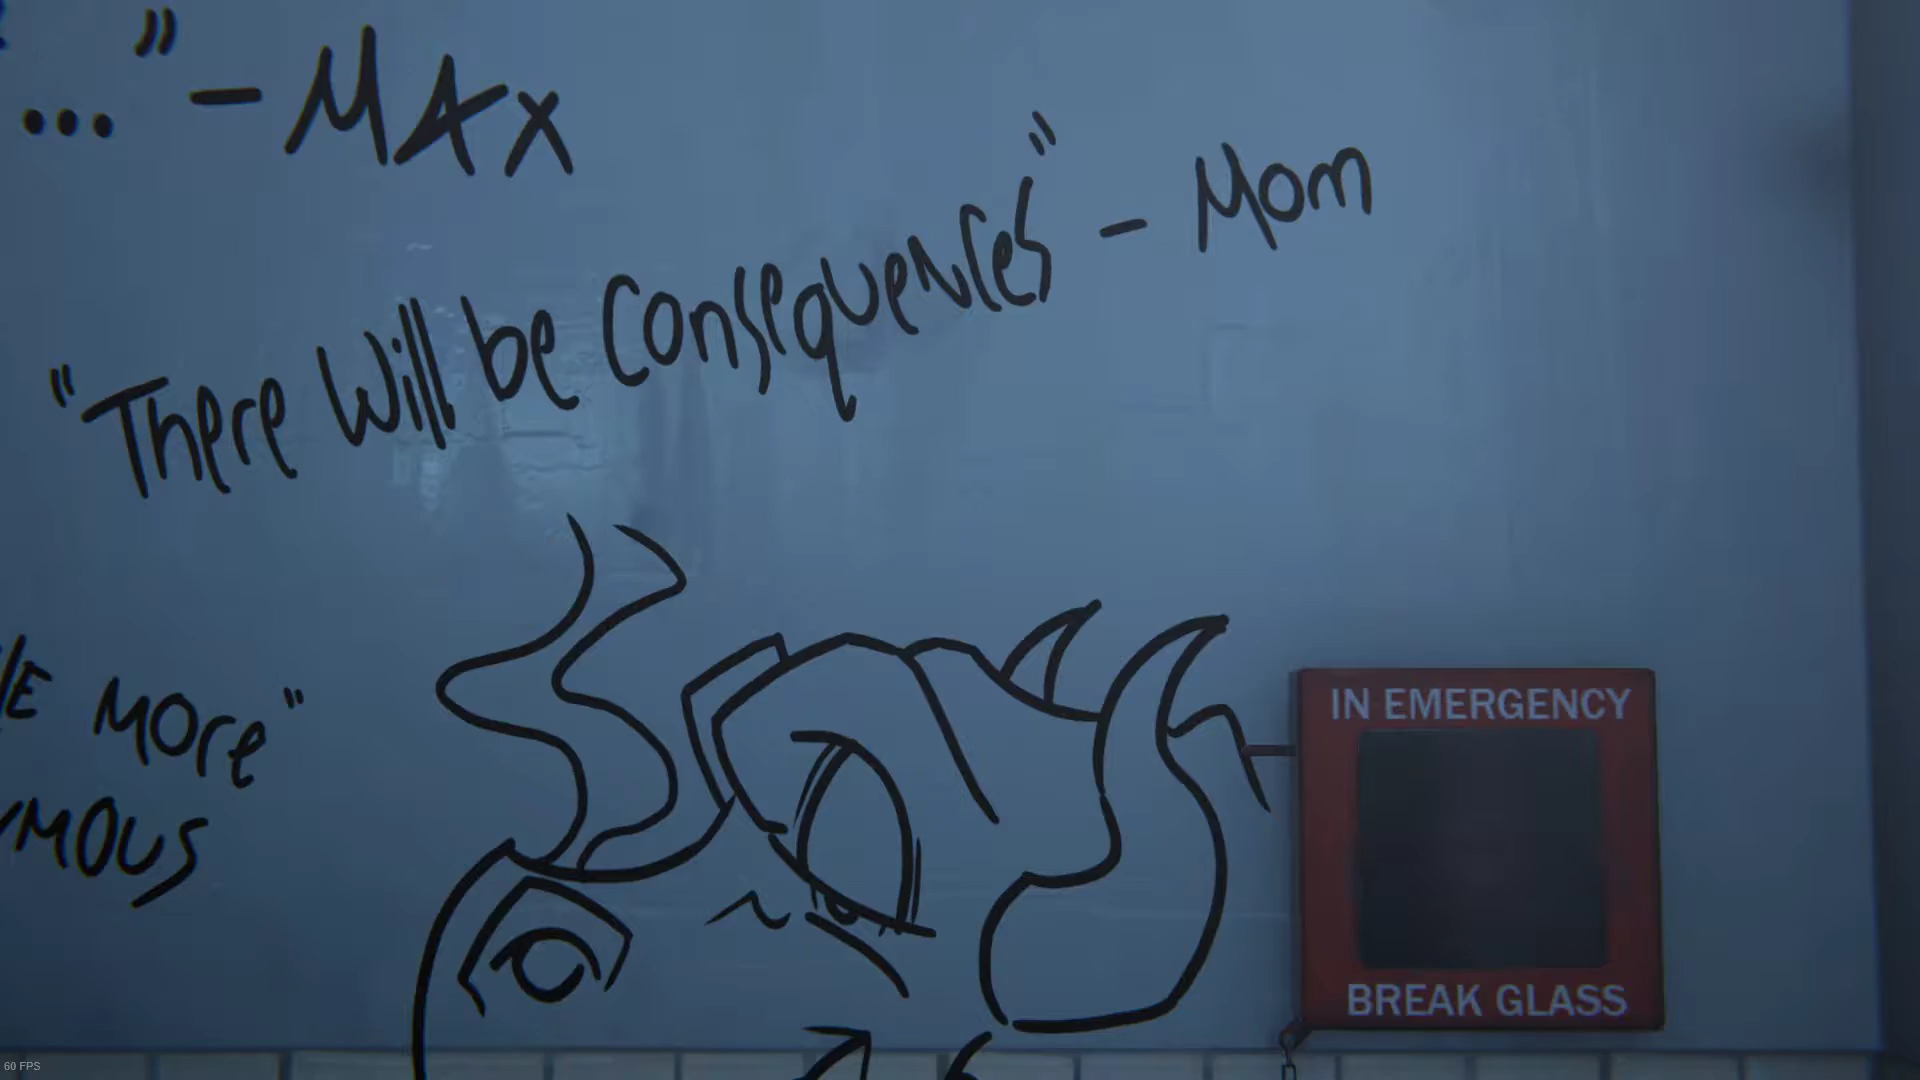 ..." - MAx
"There Will be Consequences" - Mom
More"
IN EMERGENCY
BREAK GLASS
60 FPS